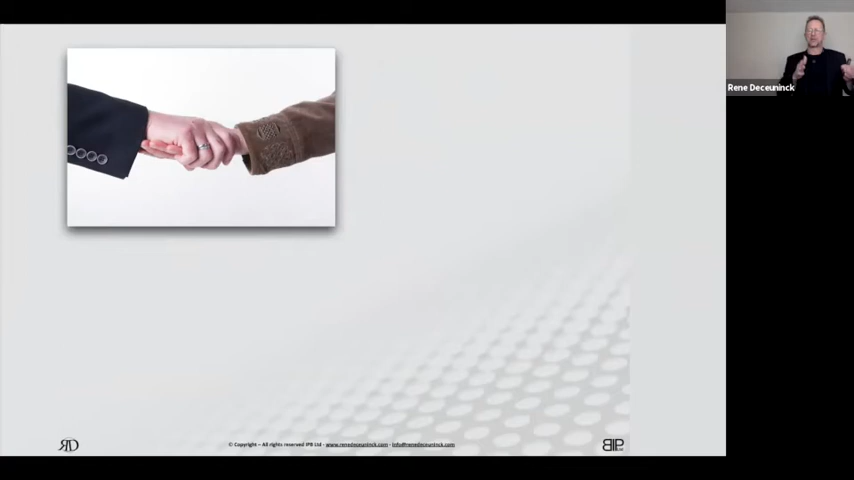 Rene Deceuninck
© Copyright – All rights reserved IPB Ltd - www.renedeceuninck.com - info@renedeceuninck.com